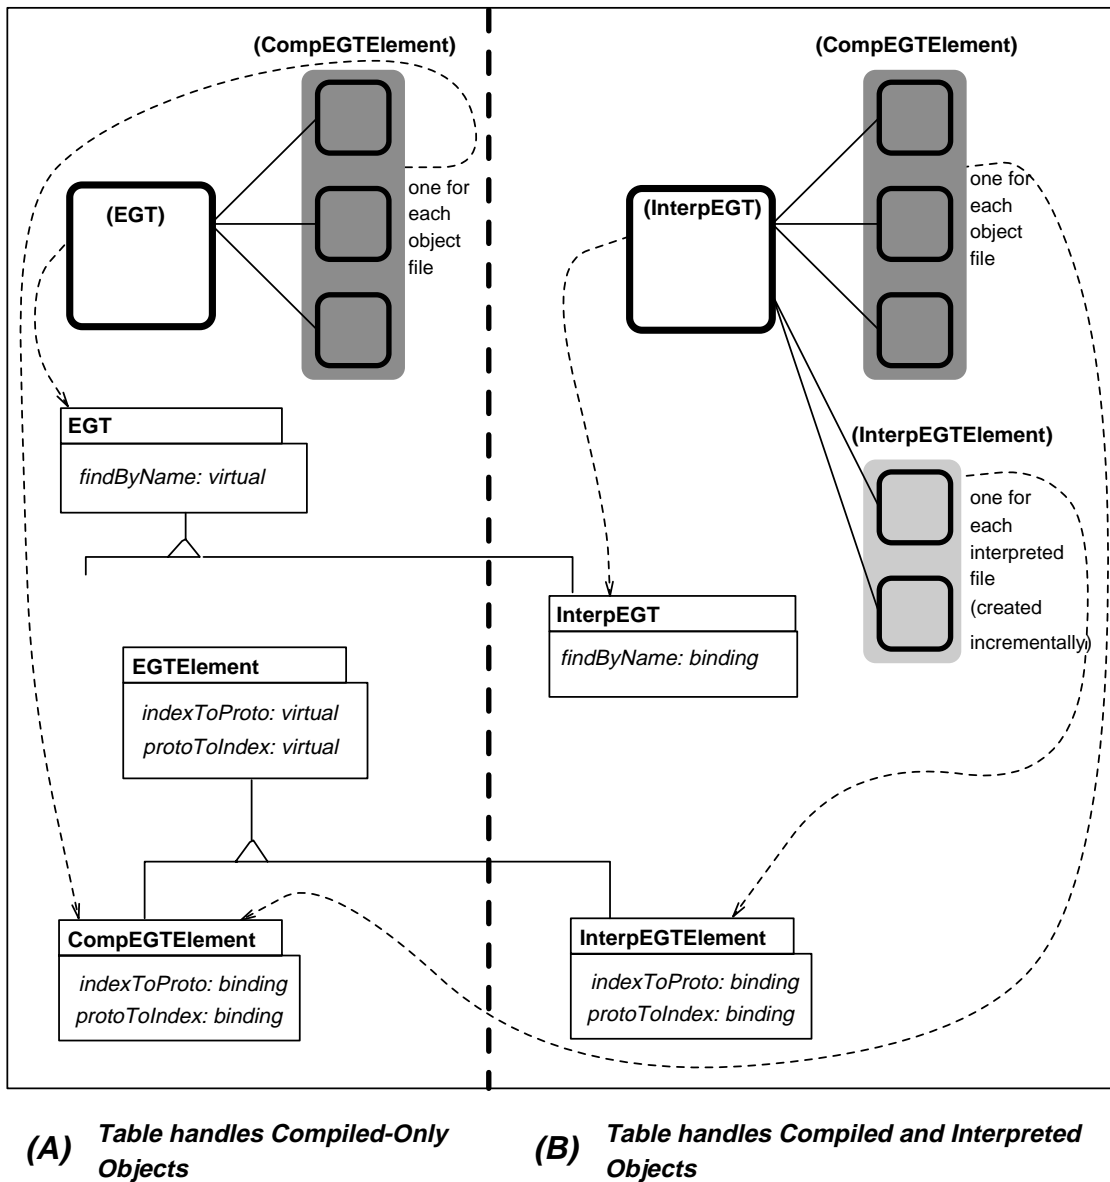 (CompEGTElement)
(EGT)
one for
each
object
file
EGT
findByName: virtual
EGTElement
indexToProto: virtual
protoToIndex: virtual
CompEGTElement
indexToProto: binding
protoToIndex: binding
(CompEGTElement)
(InterpEGT)
one for
each
object
file
(InterpEGTElement)
one for
each
interpreted
file
(created
incrementally)
InterpEGT
findByName: binding
InterpEGTElement
indexToProto: binding
protoToIndex: binding
(A) Table handles Compiled-Only
Objects
(B) Table handles Compiled and Interpreted
Objects